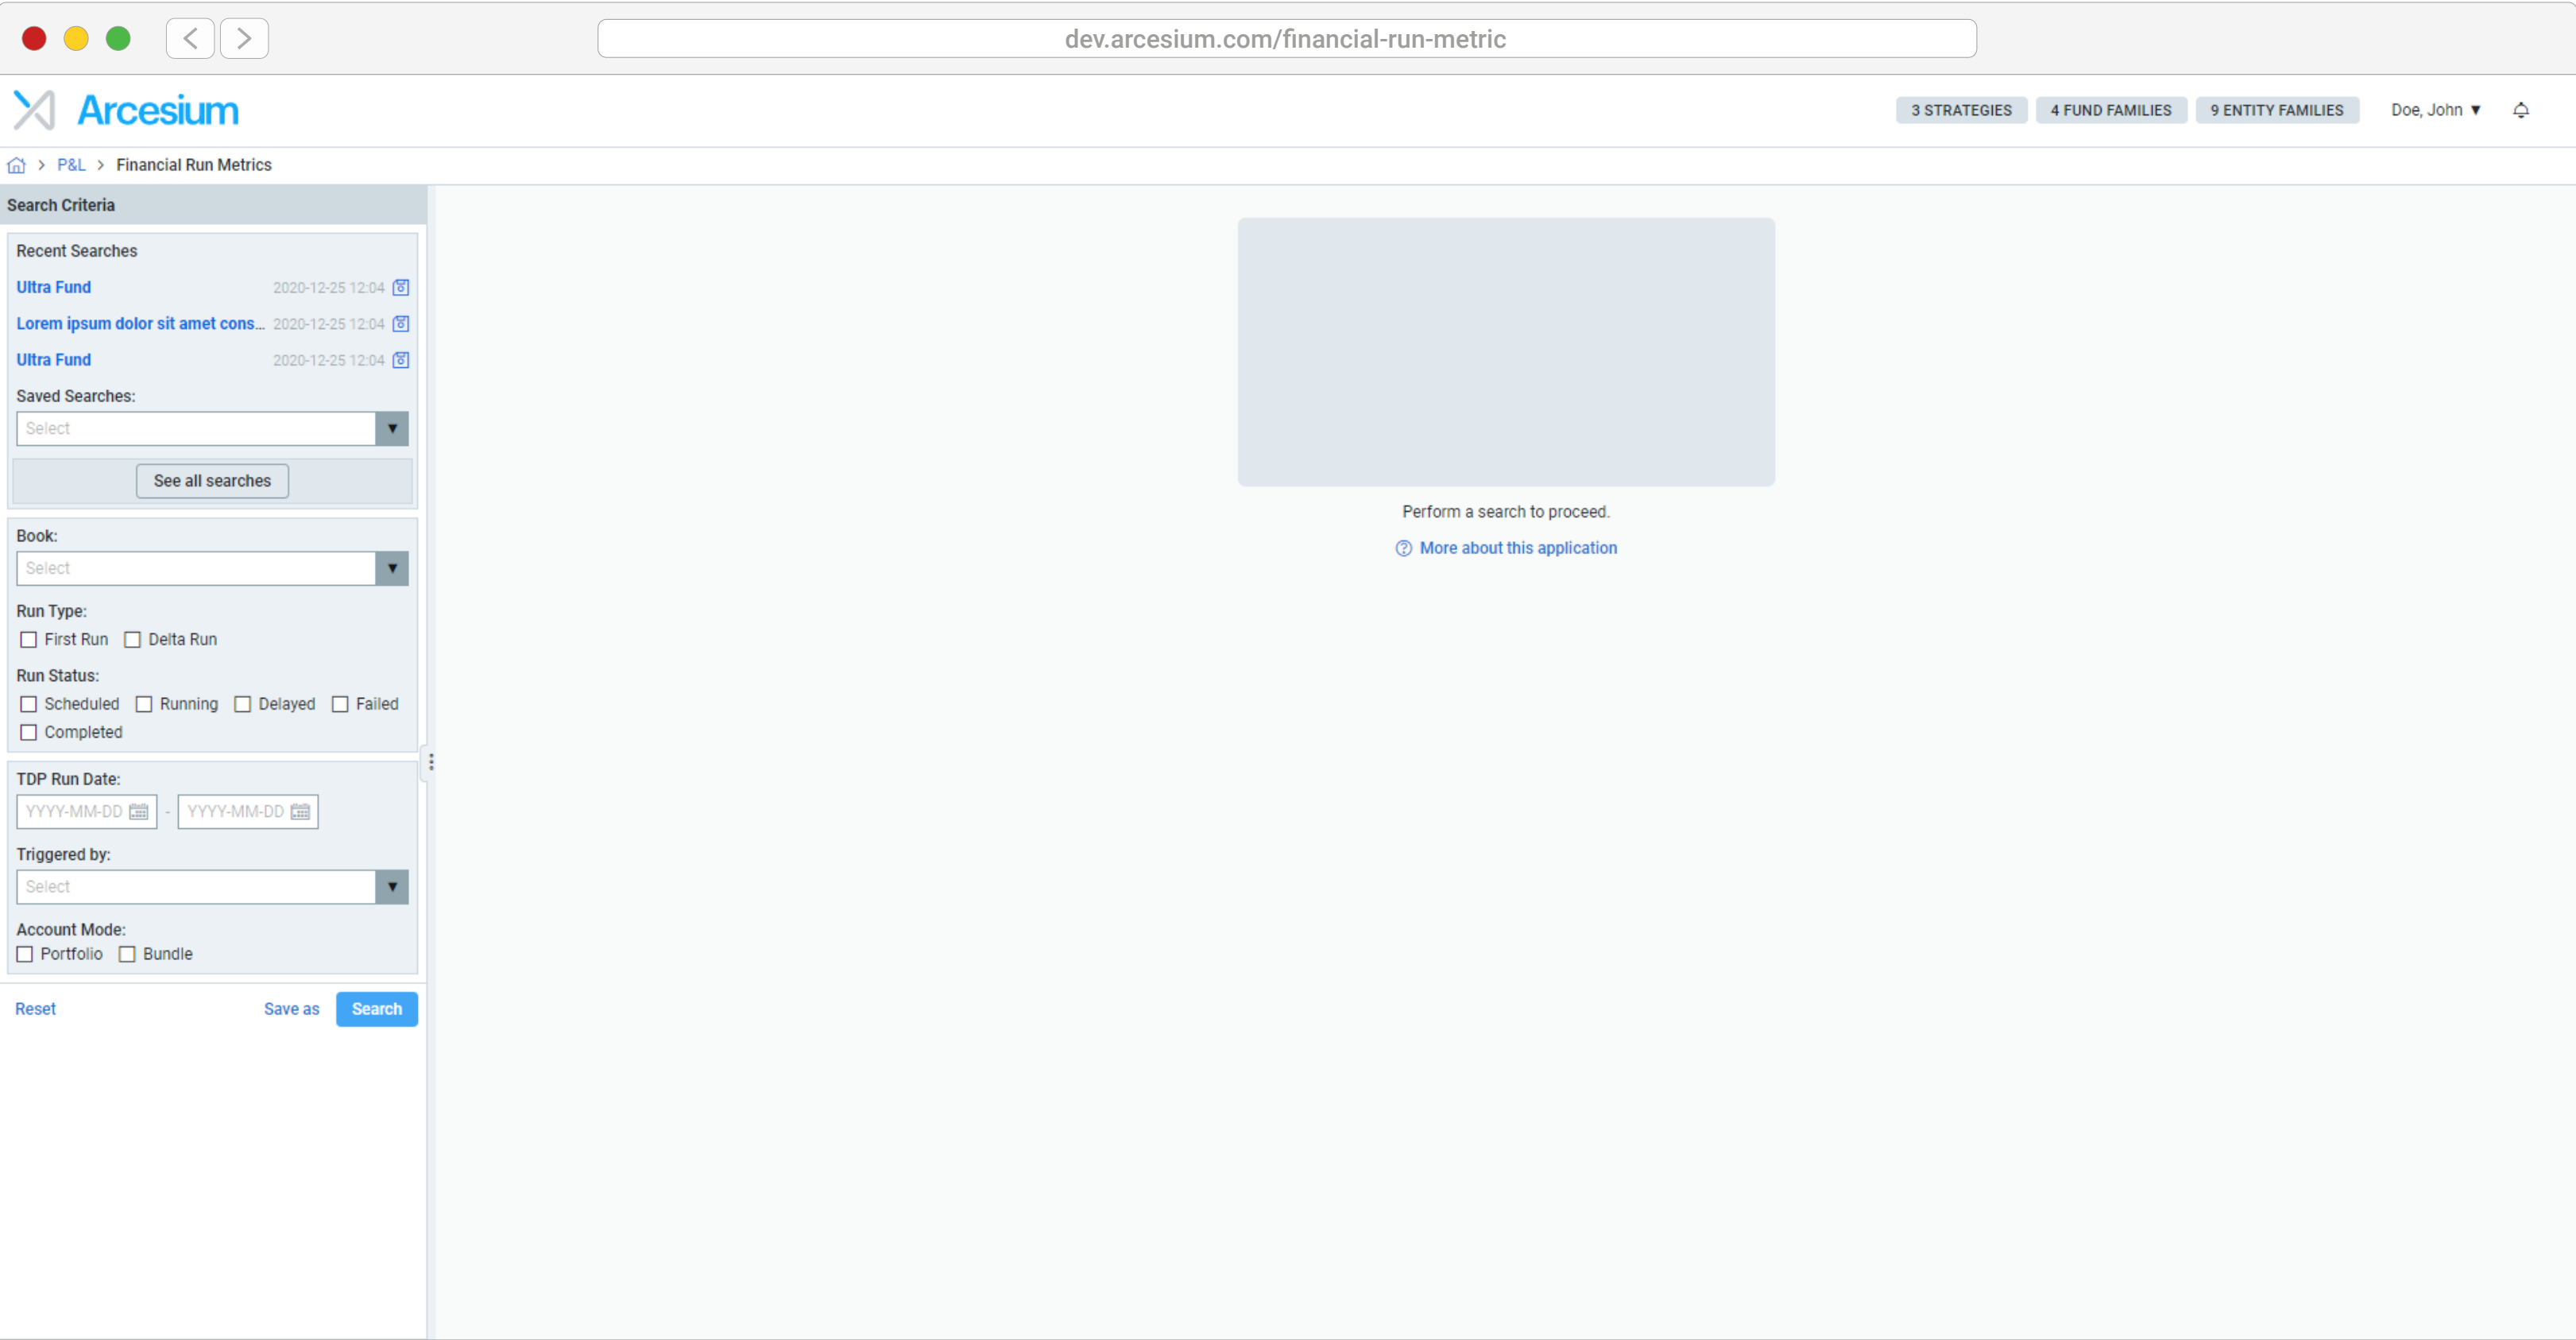 dev.arcesium.com/financial-run-metric
Arcesium
3 STRATEGIES 4 FUND FAMILIES 9 ENTITY FAMILIES Doe, John ▼
> P&L > Financial Run Metrics
Search Criteria
Recent Searches
Ultra Fund 2020-12-25 12:04
Lorem ipsum dolor sit amet cons... 2020-12-25 12:04
Ultra Fund 2020-12-25 12:04
Saved Searches:
Select
See all searches
Book:
Select
Run Type:
First Run Delta Run
Run Status:
Scheduled Running Delayed Failed
Completed
TDP Run Date:
YYYY-MM-DD - YYYY-MM-DD
Triggered by:
Select
Account Mode:
Portfolio Bundle
Reset Save as Search
Perform a search to proceed.
More about this application